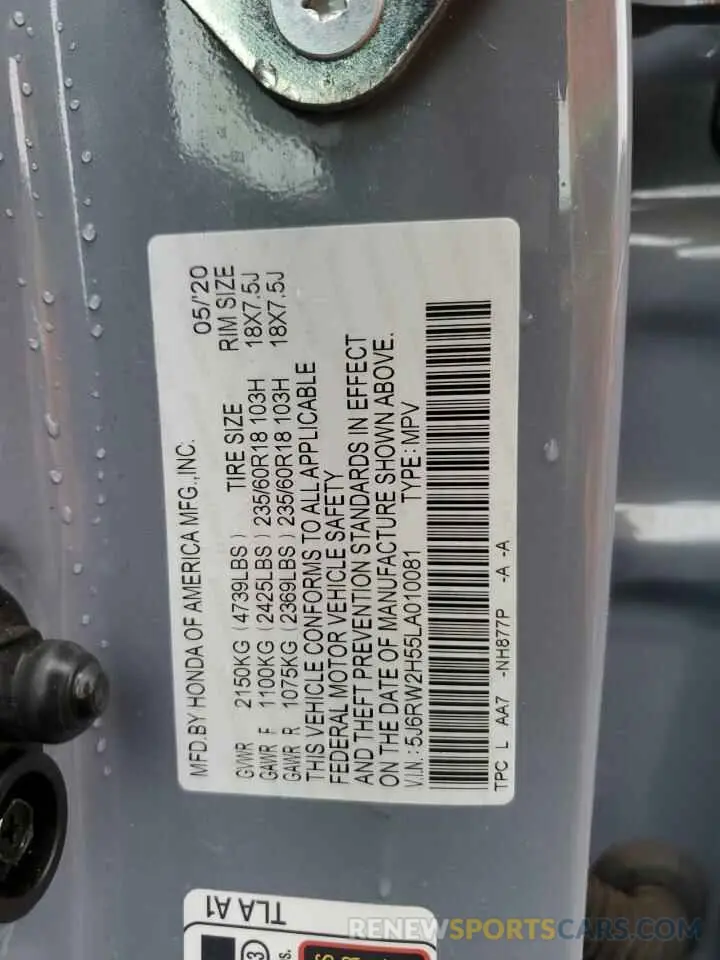 MFD.BY HONDA OF AMERICA MFG.,INC. 05/'20
GVWR 2150KG (4739LBS) TIRE SIZE RIM SIZE
GAWR F 1100KG (2425LBS) 235/60R18 103H 18X7.5J
GAWR R 1075KG (2369LBS) 235/60R18 103H 18X7.5J
THIS VEHICLE CONFORMS TO ALL APPLICABLE
FEDERAL MOTOR VEHICLE SAFETY
AND THEFT PREVENTION STANDARDS IN EFFECT
ON THE DATE OF MANUFACTURE SHOWN ABOVE.
V.I.N.: 5J6RW2H55LA010081 TYPE: MPV
TPC L AA7 -NH877P -A -A
TLA A1
RENEWSPORTSCARS.COM